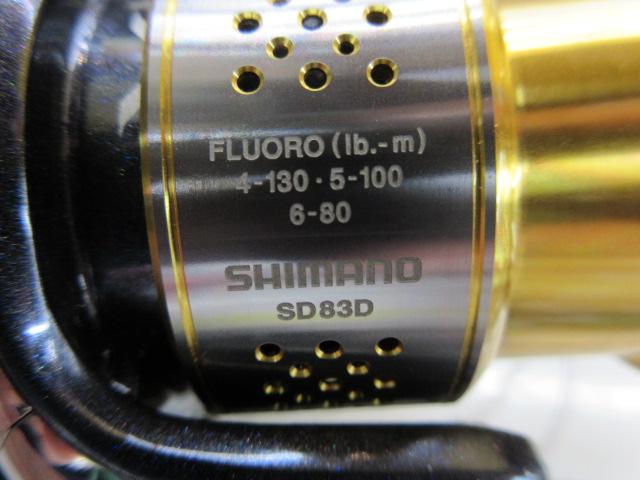 FLUORO (lb.-m)
4-130·5-100
6-80
SHIMANO
SD83D